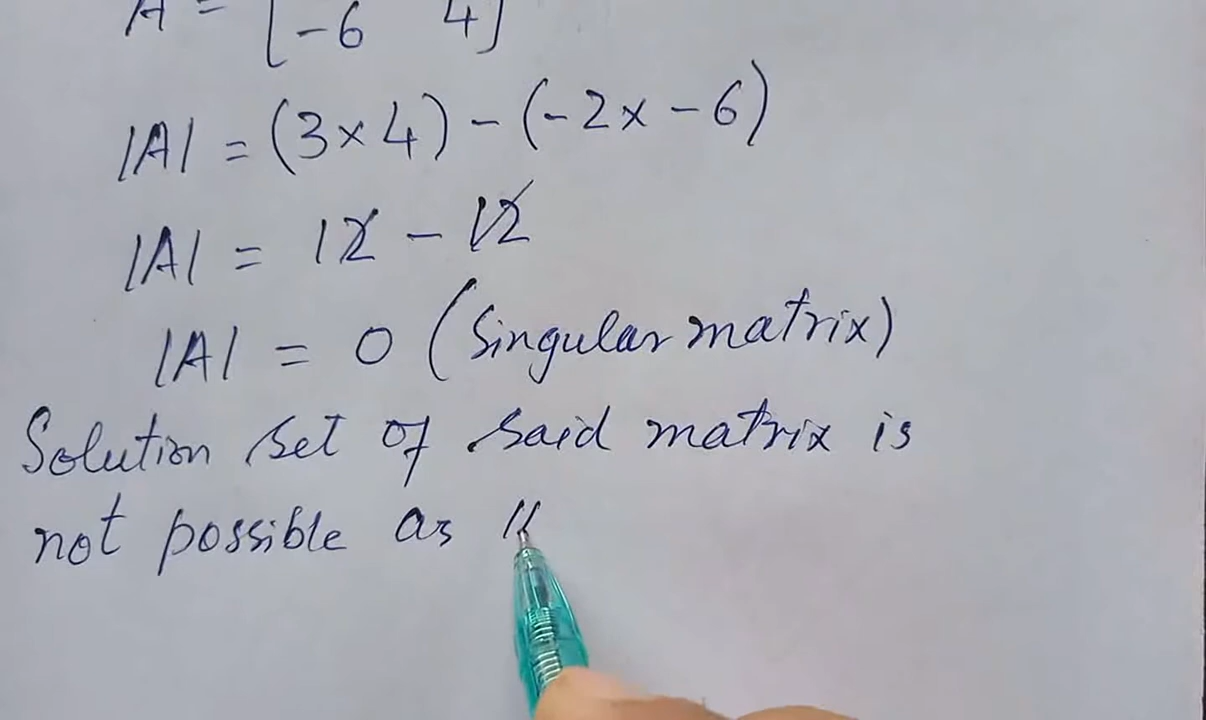 A = [-6 4]
|A| = (3×4) - (-2×-6)
|A| = 12 - 12
|A| = 0 (Singular matrix)
Solution set of said matrix is
not possible as